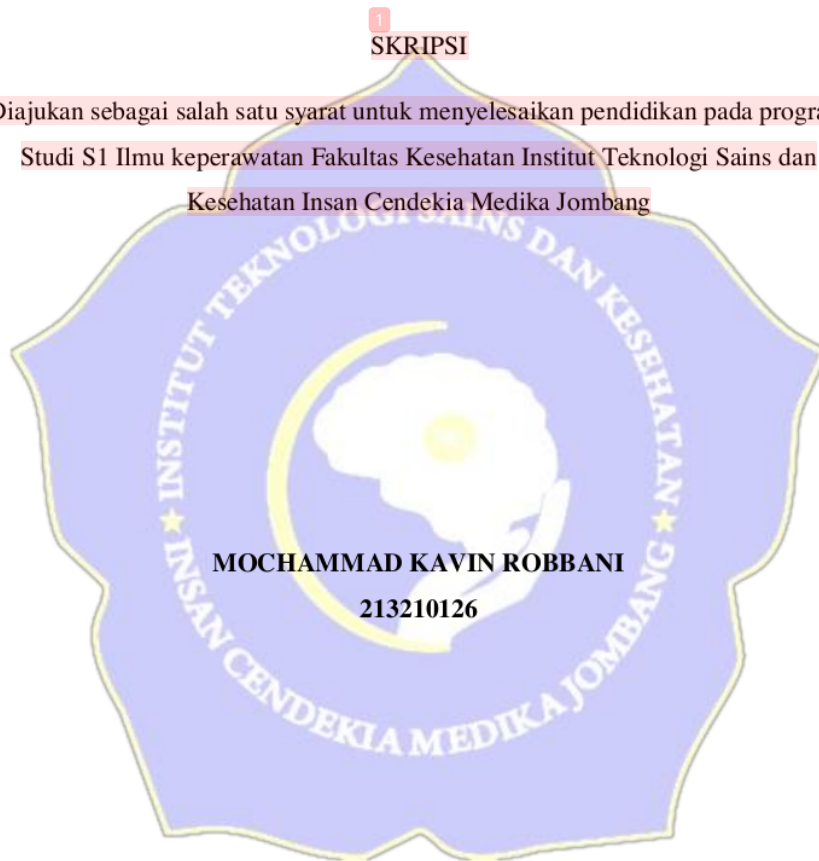 1
SKRIPSI
Diajukan sebagai salah satu syarat untuk menyelesaikan pendidikan pada progra
Studi S1 Ilmu keperawatan Fakultas Kesehatan Institut Teknologi Sains dan
Kesehatan Insan Cendekia Medika Jombang
INSTITUT TEKNOLOGI SAINS DAN KESEHATAN
MOCHAMMAD KAVIN ROBBANI
213210126
INSAN CENDEKIA MEDIKA JOMBANG